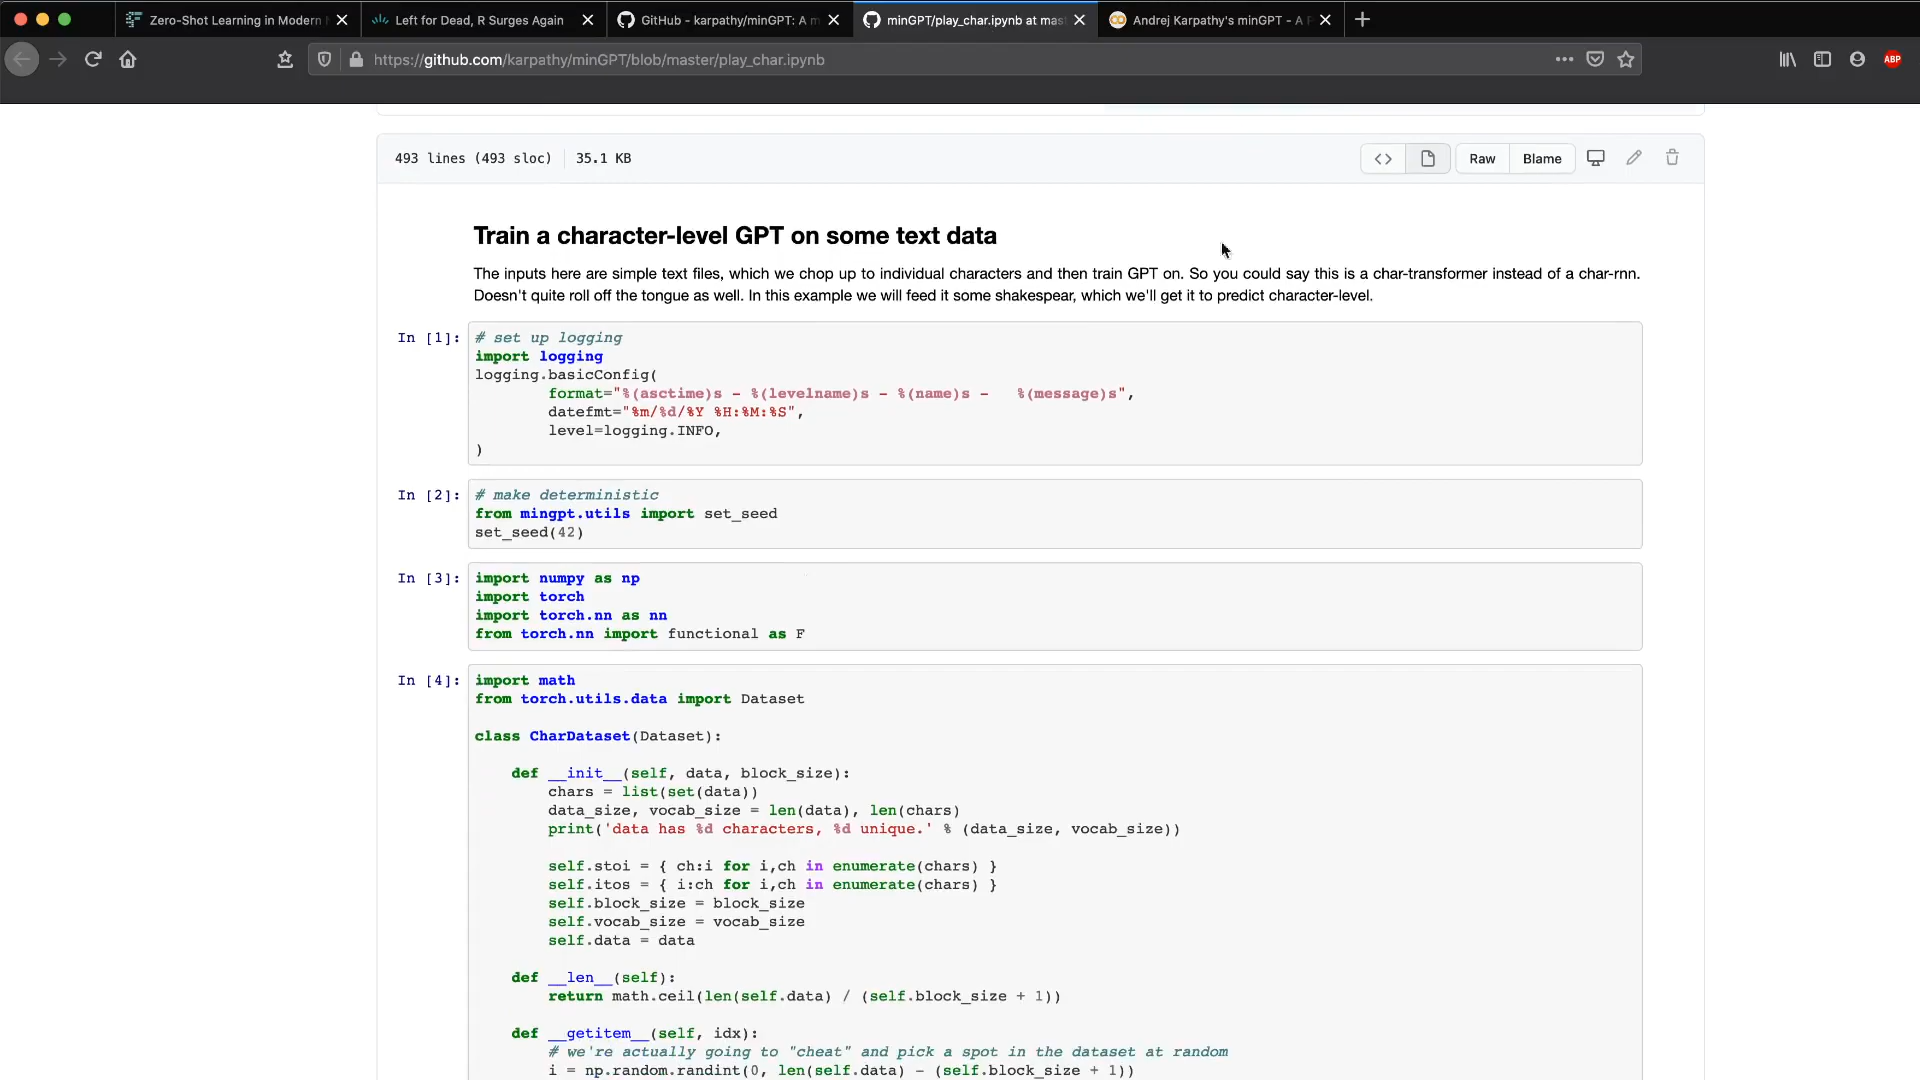 Zero-Shot Learning in Modern
Left for Dead, R Surges Again
GitHub - karpathy/minGPT: A m
minGPT/play_char.ipynb at mas
Andrej Karpathy's minGPT - A
https://github.com/karpathy/minGPT/blob/master/play_char.ipynb
ABP
493 lines (493 sloc) 35.1 KB
<> Raw Blame
Train a character-level GPT on some text data
The inputs here are simple text files, which we chop up to individual characters and then train GPT on. So you could say this is a char-transformer instead of a char-rnn.
Doesn't quite roll off the tongue as well. In this example we will feed it some shakespear, which we'll get it to predict character-level.
In [1]: # set up logging
import logging
logging.basicConfig(
format="%(asctime)s - %(levelname)s - %(name)s -   %(message)s",
datefmt="%m/%d/%Y %H:%M:%S",
level=logging.INFO,
)
In [2]: # make deterministic
from mingpt.utils import set_seed
set_seed(42)
In [3]: import numpy as np
import torch
import torch.nn as nn
from torch.nn import functional as F
In [4]: import math
from torch.utils.data import Dataset
class CharDataset(Dataset):
def __init__(self, data, block_size):
chars = list(set(data))
data_size, vocab_size = len(data), len(chars)
print('data has %d characters, %d unique.' % (data_size, vocab_size))
self.stoi = { ch:i for i,ch in enumerate(chars) }
self.itos = { i:ch for i,ch in enumerate(chars) }
self.block_size = block_size
self.vocab_size = vocab_size
self.data = data
def __len__(self):
return math.ceil(len(self.data) / (self.block_size + 1))
def __getitem__(self, idx):
# we're actually going to "cheat" and pick a spot in the dataset at random
i = np.random.randint(0, len(self.data) - (self.block_size + 1))